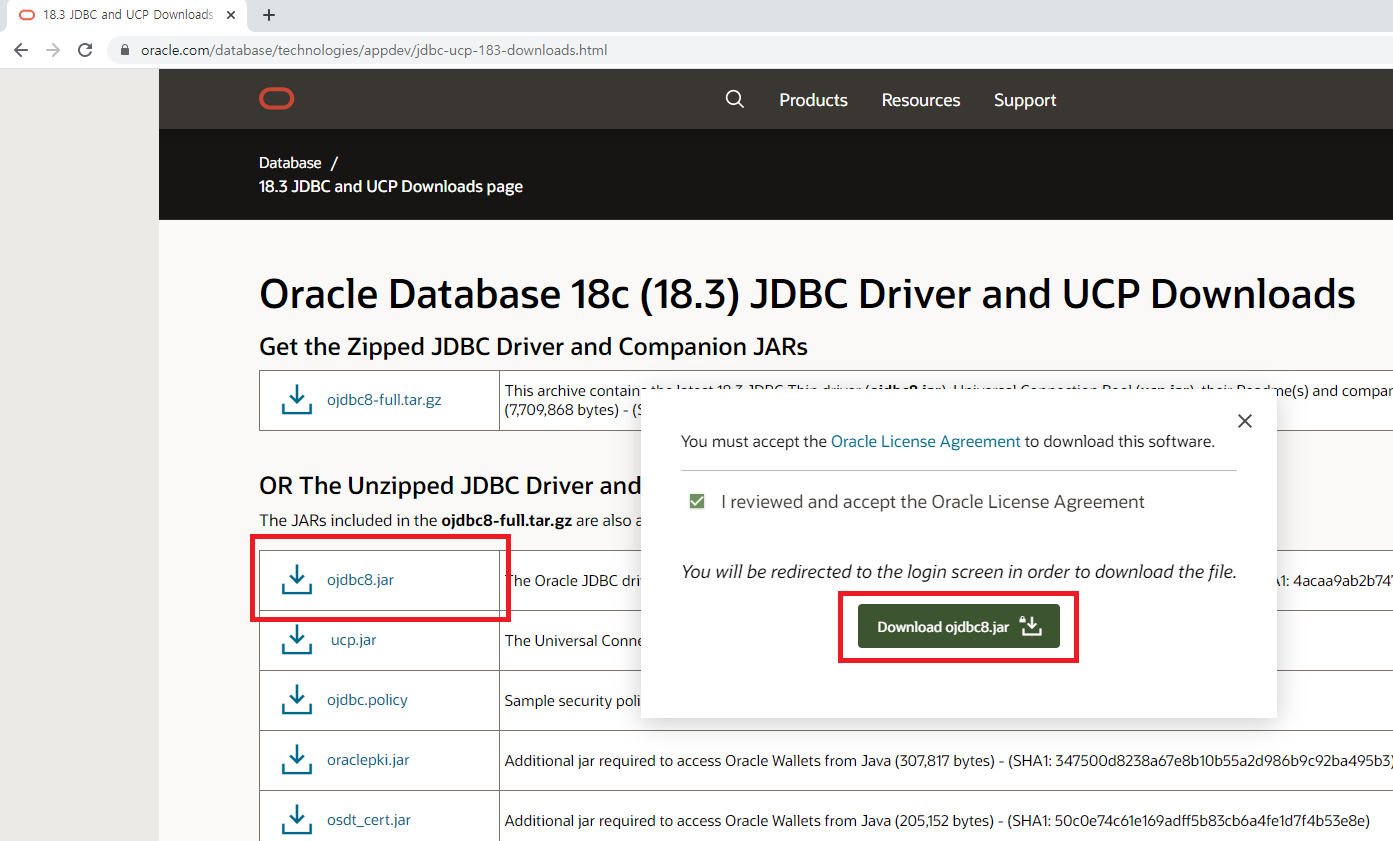 18.3 JDBC and UCP Downloads
oracle.com/database/technologies/appdev/jdbc-ucp-183-downloads.html
Products Resources Support
Database /
18.3 JDBC and UCP Downloads page
Oracle Database 18c (18.3) JDBC Driver and UCP Downloads
Get the Zipped JDBC Driver and Companion JARs
ojdbc8-full.tar.gz
This archive contains the latest 18.3 JDBC Thin driver (ojdbc8.jar), Universal Connection Pool (ucp.jar), their Readme(s) and compan
(7,709,868 bytes) - (S
You must accept the Oracle License Agreement to download this software.
I reviewed and accept the Oracle License Agreement
You will be redirected to the login screen in order to download the file.
Download ojdbc8.jar
OR The Unzipped JDBC Driver and
The JARs included in the ojdbc8-full.tar.gz are also a
ojdbc8.jar
The Oracle JDBC dri
A1: 4acaa9ab2b747
ucp.jar
The Universal Conne
ojdbc.policy
Sample security poli
oraclepki.jar
Additional jar required to access Oracle Wallets from Java (307,817 bytes) - (SHA1: 347500d8238a67e8b10b55a2d986b9c92ba495b3)
osdt_cert.jar
Additional jar required to access Oracle Wallets from Java (205,152 bytes) - (SHA1: 50c0e74c61e169adff5b83cb6a4fe1d7f4b53e8e)